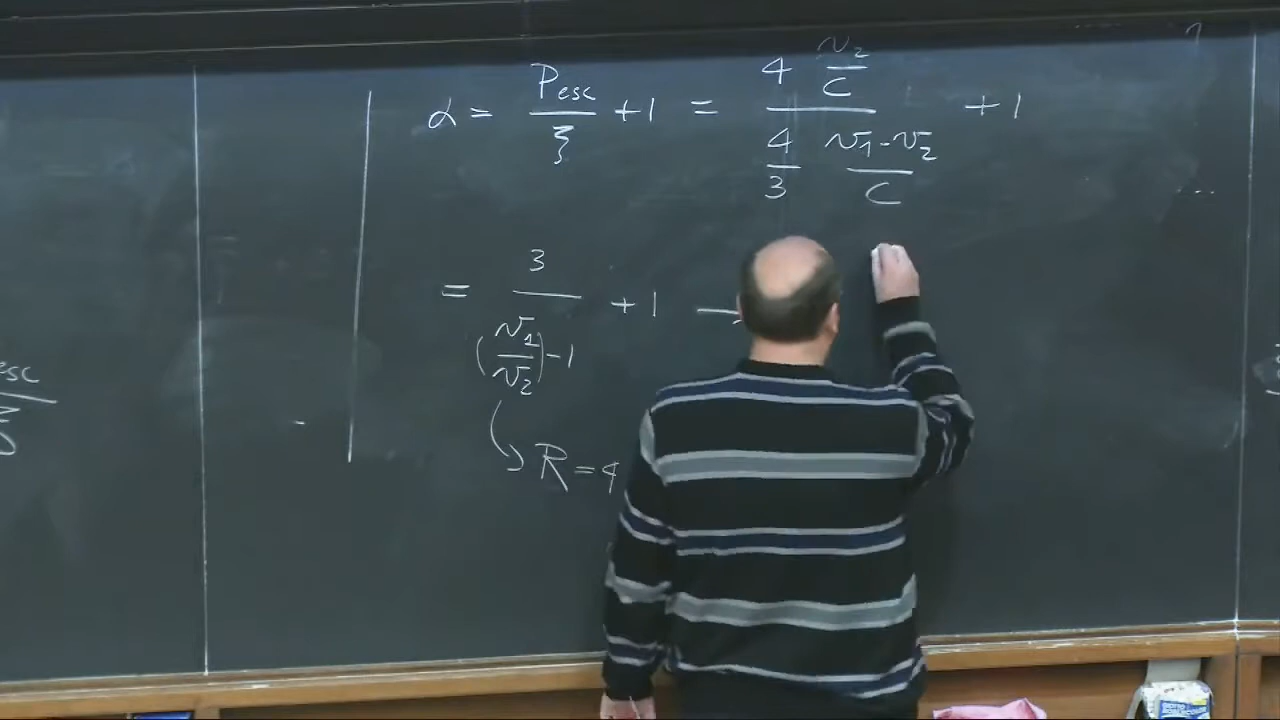 α = P_esc / ξ + 1 = (4 v₂/c) / (4/3 (v₁-v₂)/c) + 1
= 3 / ((v₁/v₂)-1) + 1 →
R = 4
esc
ξ